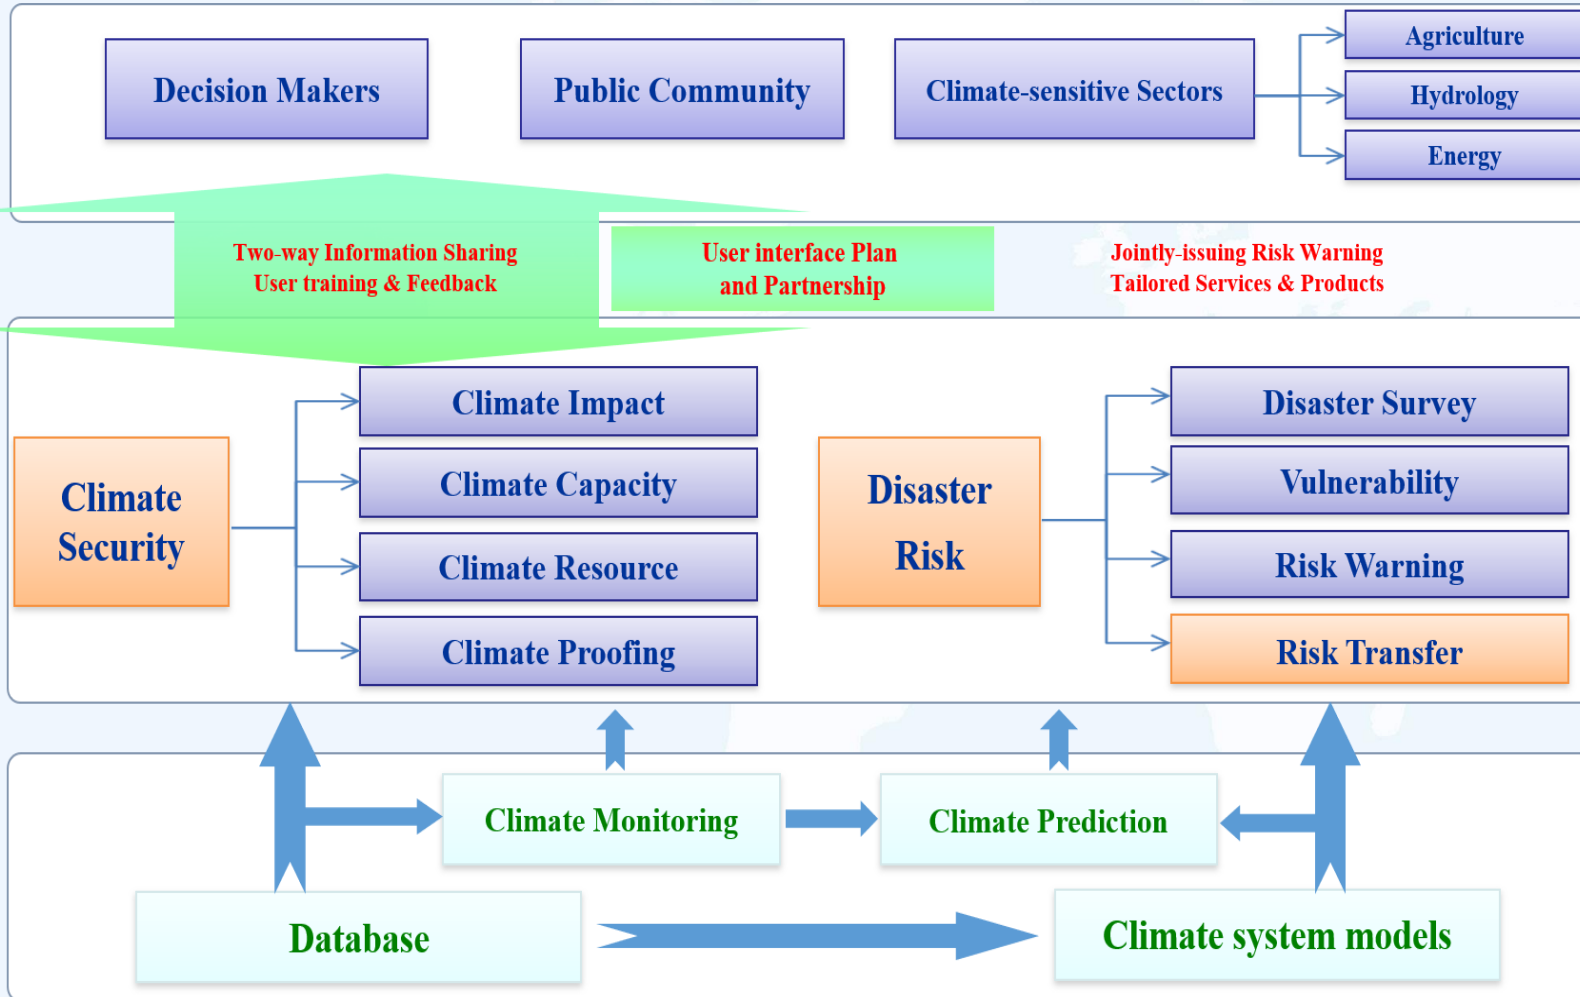 Decision Makers
Public Community
Climate-sensitive Sectors
Agriculture
Hydrology
Energy
Two-way Information Sharing
User training & Feedback
User interface Plan
and Partnership
Jointly-issuing Risk Warning
Tailored Services & Products
Climate
Security
Climate Impact
Climate Capacity
Climate Resource
Climate Proofing
Disaster
Risk
Disaster Survey
Vulnerability
Risk Warning
Risk Transfer
Climate Monitoring
Climate Prediction
Database
Climate system models